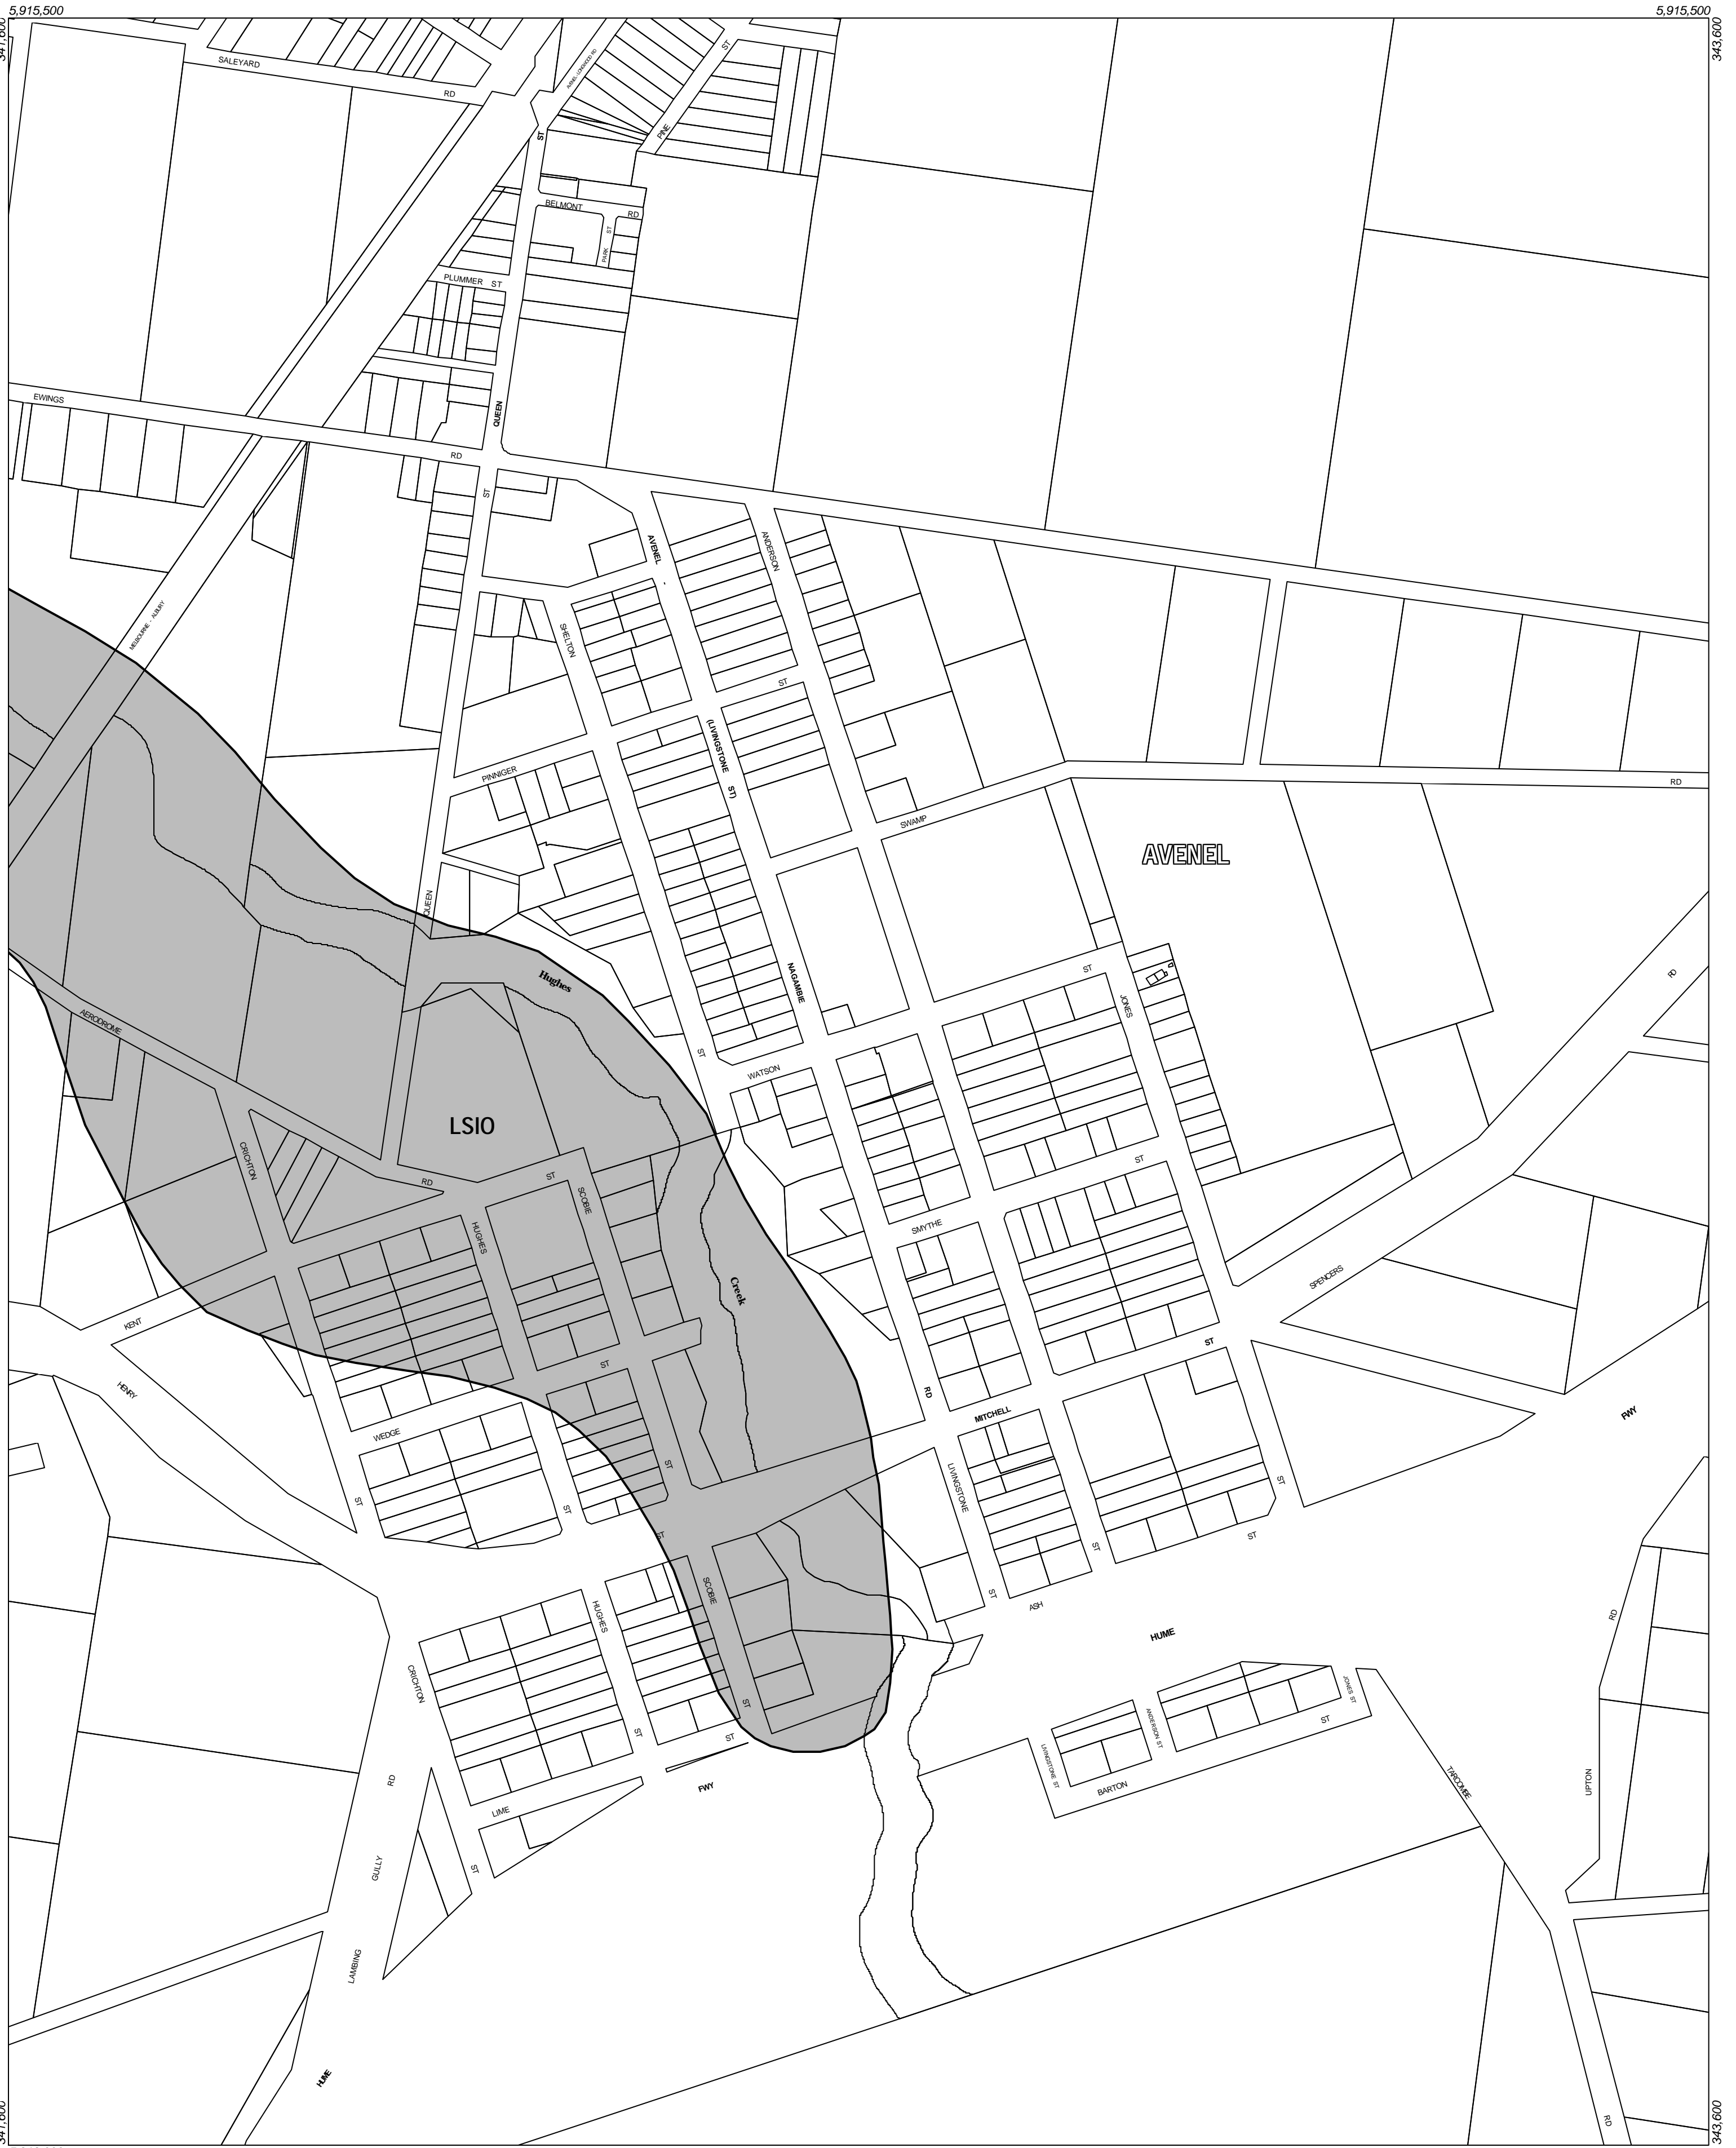 5,915,500
5,915,500
343,600
SALEYARD
RD
ST
AVENEL - LONGWOOD RD
ST
PINE
BELMONT
RD
ST
PARK
PLUMMER ST
EWINGS
QUEEN
RD
ST
AVENEL
ANDERSON
MELBOURNE - ALBURY
SHELTON
ST
(LIVINGSTONE ST)
PINNIGER
RD
SWAMP
AVENEL
QUEEN
Hughes
NAGAMBIE
ST
JONES
RD
AERODROME
ST
WATSON
LSIO
CRICHTON
ST
ST
RD
SCOBIE
HUGHES
SMYTHE
Creek
SPENCERS
KENT
ST
ST
HENRY
RD
MITCHELL
FWY
WEDGE
ST
LIVINGSTONE
ST
ST
ST
ST
ST
ST
SCOBIE
ST
ASH
HUGHES
RD
HUME
CRICHTON
ST
ST
ST
JONES ST
ANDERSON ST
ST
LIVINGSTONE ST
RD
FWY
BARTON
TARCOMBE
UPTON
LIME
GULLY
ST
LAMBING
HUME
RD
343,600